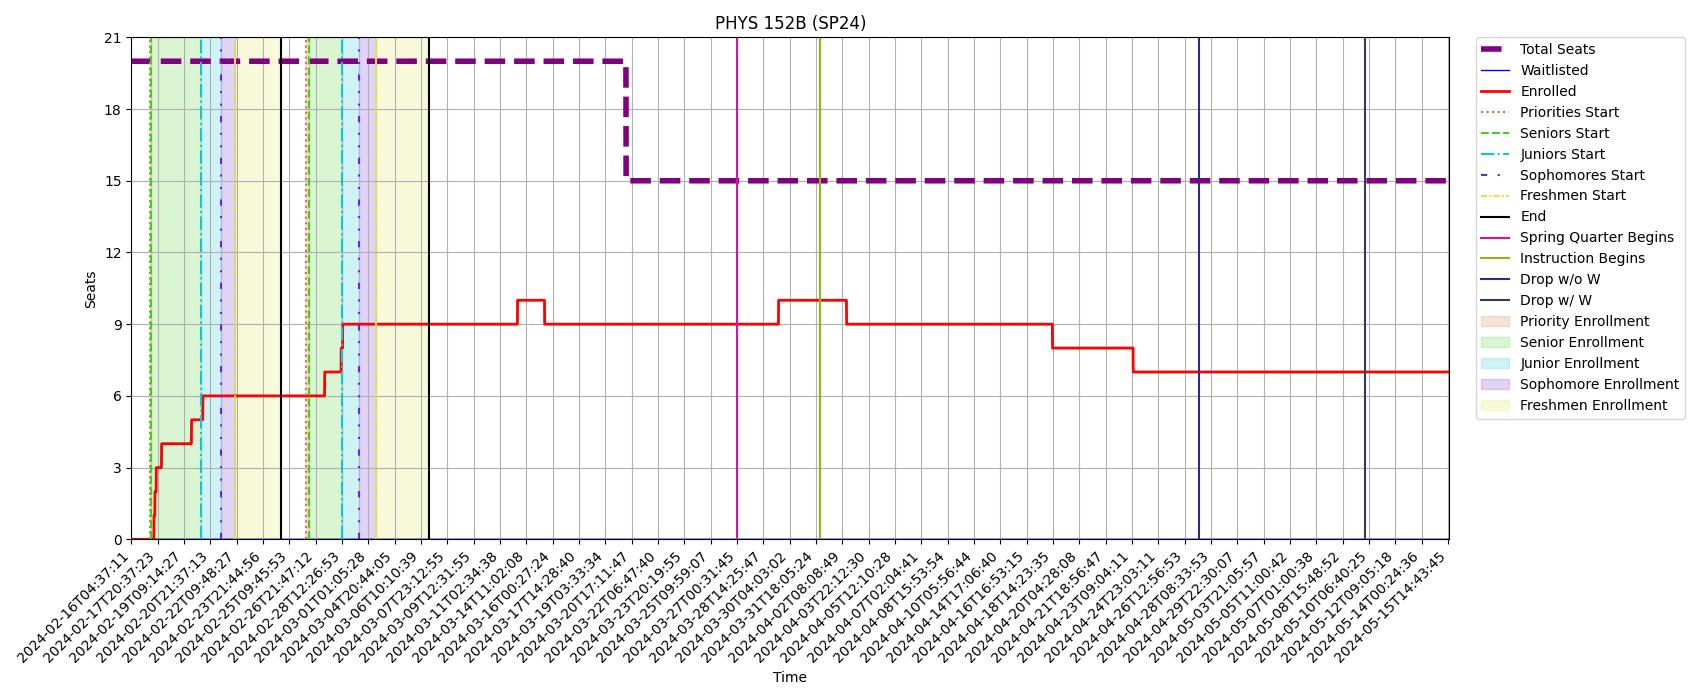 PHYS 152B (SP24)
Seats
21
18
15
12
9
6
3
0
2024-02-16T04:37:11
2024-02-17T20:37:23
2024-02-19T09:14:27
2024-02-20T21:37:13
2024-02-22T09:48:27
2024-02-23T21:44:56
2024-02-25T09:45:53
2024-02-26T21:47:12
2024-02-28T12:26:53
2024-03-01T01:05:28
2024-03-04T20:44:05
2024-03-06T10:10:39
2024-03-07T23:12:55
2024-03-09T12:31:55
2024-03-11T02:34:38
2024-03-14T11:02:08
2024-03-16T00:27:24
2024-03-17T14:28:40
2024-03-19T03:33:34
2024-03-20T17:11:47
2024-03-22T06:47:40
2024-03-23T20:19:55
2024-03-25T09:59:07
2024-03-27T00:31:45
2024-03-28T14:25:47
2024-03-30T04:03:02
2024-03-31T18:05:24
2024-04-02T08:08:49
2024-04-03T22:12:30
2024-04-05T12:10:28
2024-04-07T02:04:41
2024-04-08T15:53:54
2024-04-10T05:56:44
2024-04-14T17:06:40
2024-04-16T16:53:15
2024-04-18T14:23:35
2024-04-20T04:28:08
2024-04-21T18:56:47
2024-04-23T09:04:11
2024-04-24T23:03:11
2024-04-26T12:56:53
2024-04-28T08:33:53
2024-04-29T22:30:07
2024-05-03T21:05:57
2024-05-05T11:00:42
2024-05-07T01:00:38
2024-05-08T15:48:52
2024-05-10T06:40:25
2024-05-12T09:05:18
2024-05-14T00:24:36
2024-05-15T14:43:45
Time
Total Seats
Waitlisted
Enrolled
Priorities Start
Seniors Start
Juniors Start
Sophomores Start
Freshmen Start
End
Spring Quarter Begins
Instruction Begins
Drop w/o W
Drop w/ W
Priority Enrollment
Senior Enrollment
Junior Enrollment
Sophomore Enrollment
Freshmen Enrollment